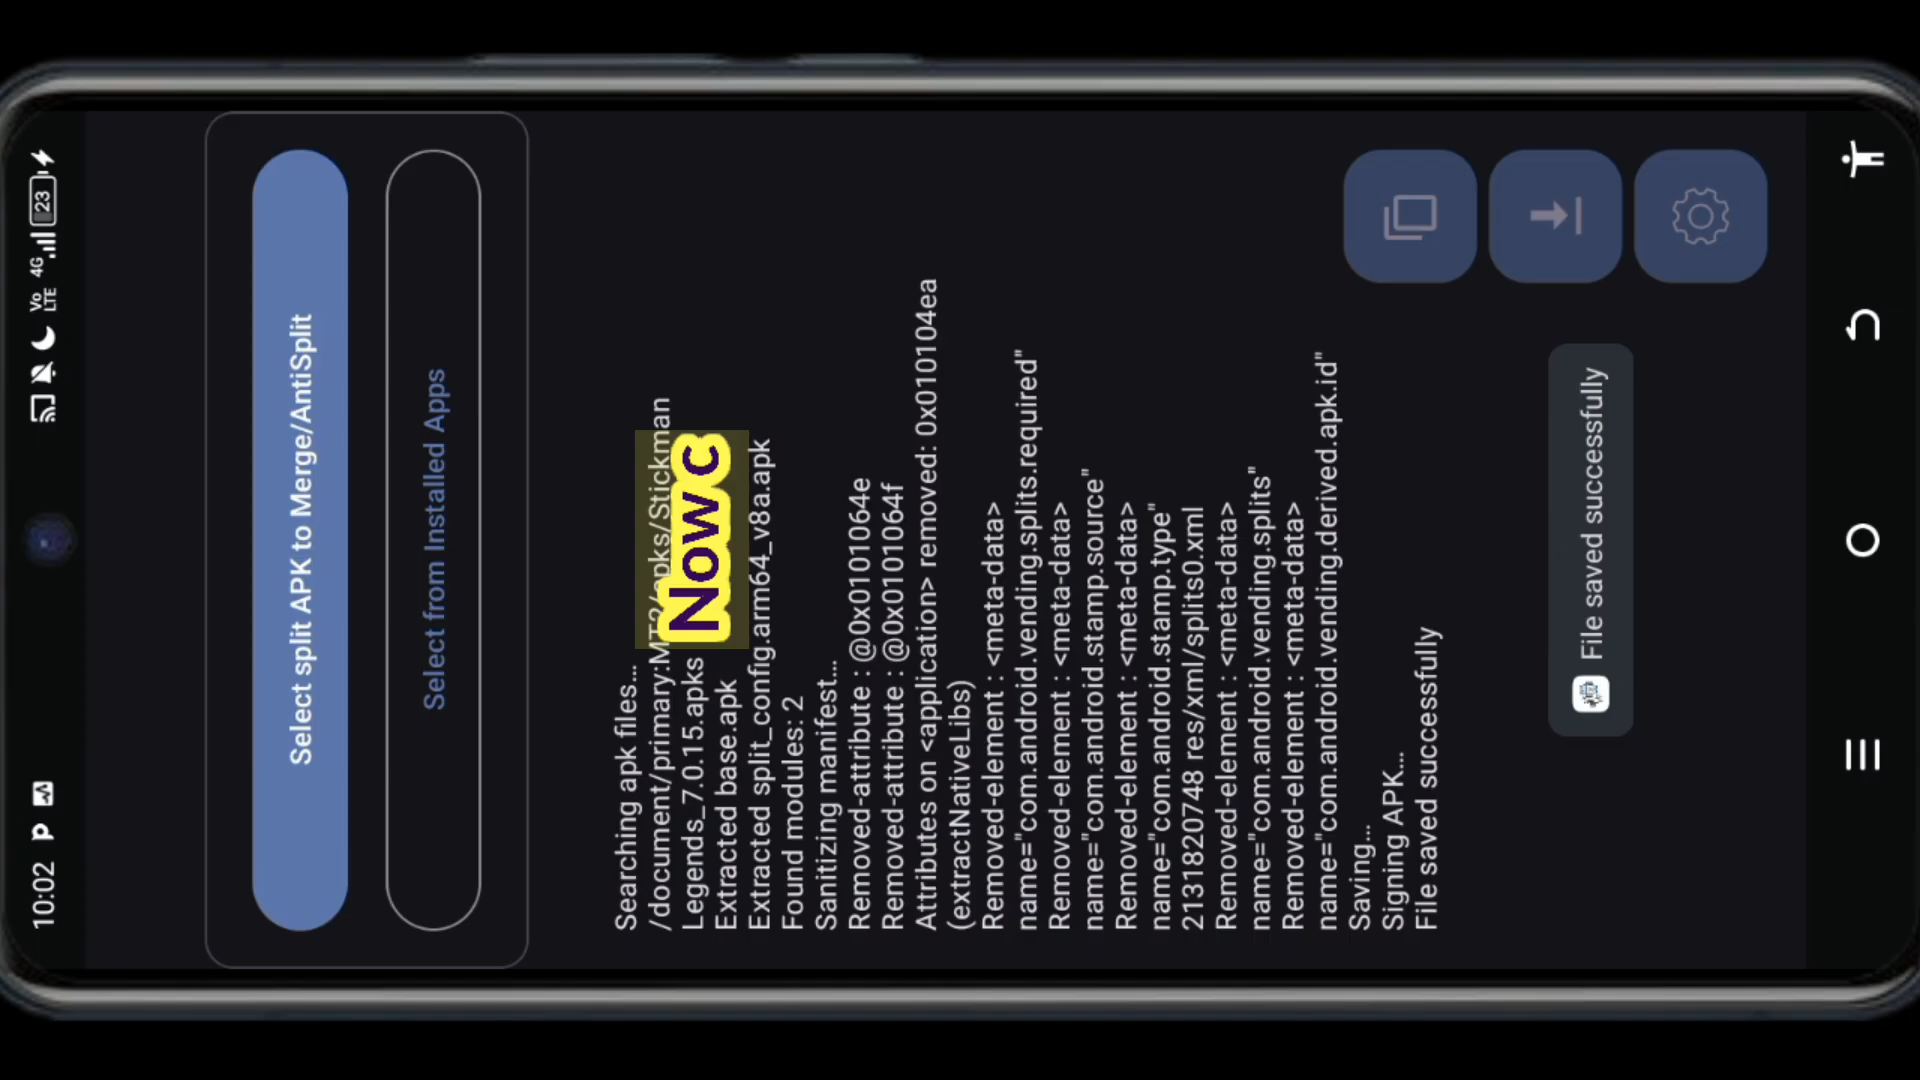 10:02
Vo LTE 4G 23
Select split APK to Merge/AntiSplit
Select from Installed Apps
Searching apk files...
/document/primary:MT2/apks/Stickman
Legends_7.0.15.apks
Extracted base.apk
Extracted split_config.arm64_v8a.apk
Found modules: 2
Sanitizing manifest...
Removed-attribute : @0x0101064e
Removed-attribute : @0x0101064f
Attributes on <application> removed: 0x010104ea
(extractNativeLibs)
Removed-element : <meta-data>
name="com.android.vending.splits.required"
Removed-element : <meta-data>
name="com.android.stamp.source"
Removed-element : <meta-data>
name="com.android.stamp.type"
2131820748 res/xml/splits0.xml
Removed-element : <meta-data>
name="com.android.vending.splits"
Removed-element : <meta-data>
name="com.android.vending.derived.apk.id"
Saving...
Signing APK...
File saved successfully
Now c
File saved successfully